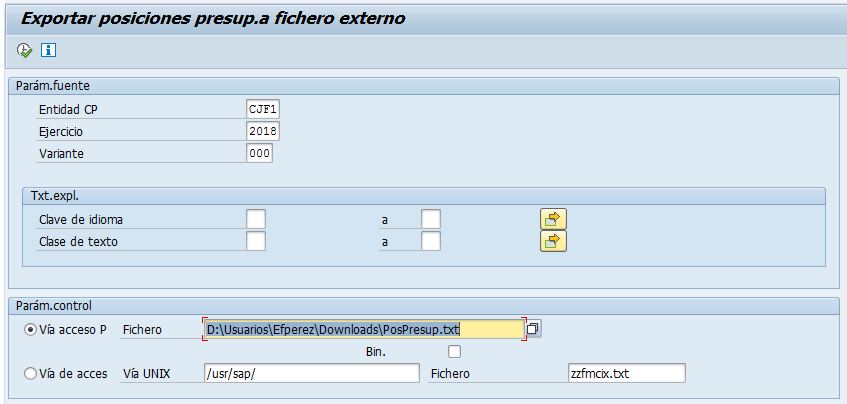 Exportar posiciones presup.a fichero externo
Parám.fuente
Entidad CP CJF1
Ejercicio 2018
Variante 000
Txt.expl.
Clave de idioma a
Clase de texto a
Parám.control
Vía acceso P Fichero D:\Usuarios\Efperez\Downloads\PosPresup.txt
Bin.
Vía de acces Vía UNIX /usr/sap/ Fichero zzfmcix.txt